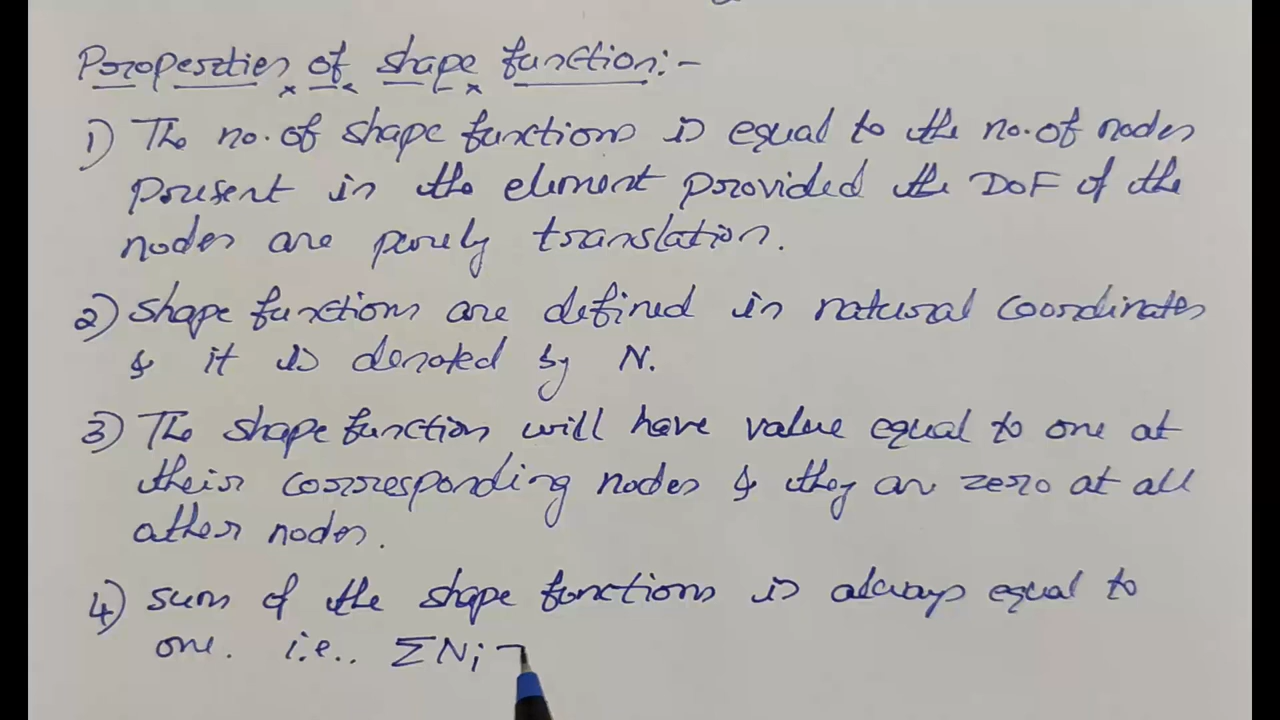 Properties of shape function:-
1) The no. of shape functions is equal to the no. of nodes
present in the element provided the DOF of the
nodes are purely translation.
2) Shape functions are defined in natural coordinates
& it is denoted by N.
3) The shape function will have value equal to one at
their corresponding nodes & they are zero at all
other nodes.
4) sum of the shape functions is always equal to
one. i.e.. ΣNi